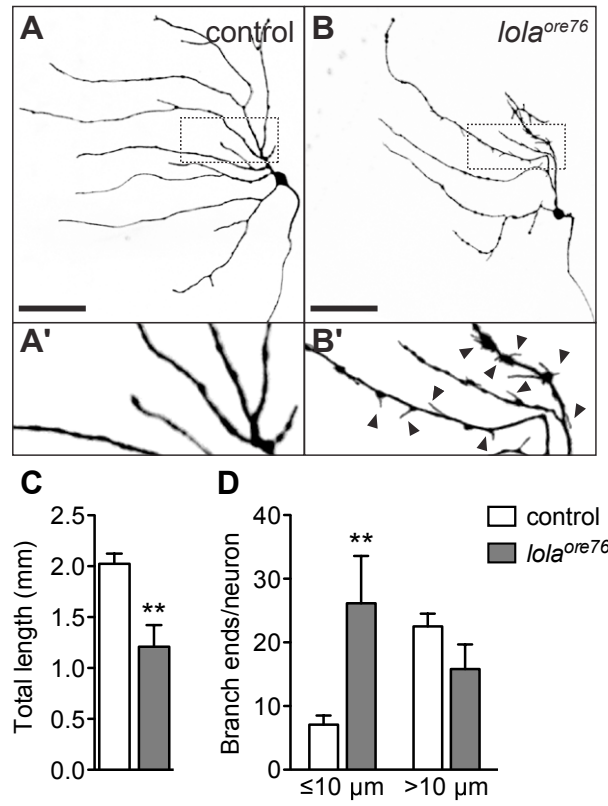 A control
B lola^ore76
A'
B'
C
D
Total length (mm)
2.5
2.0
1.5
1.0
0.5
0.0
**
Branch ends/neuron
40
30
20
10
0
**
≤10 µm >10 µm
control
lola^ore76